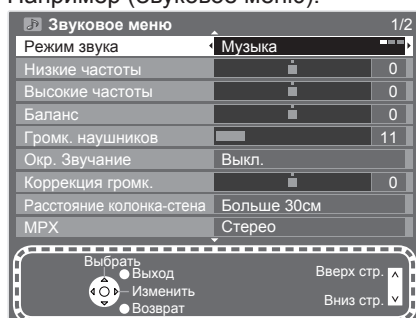 Например (Звуковое меню):
Звуковое меню 1/2
Режим звука Музыка
Низкие частоты 0
Высокие частоты 0
Баланс 0
Громк. наушников 11
Окр. Звучание Выкл.
Коррекция громк. 0
Расстояние колонка-стена Больше 30см
MPX Стерео
Выбрать
Выход
Изменить
Возврат
Вверх стр.
Вниз стр.